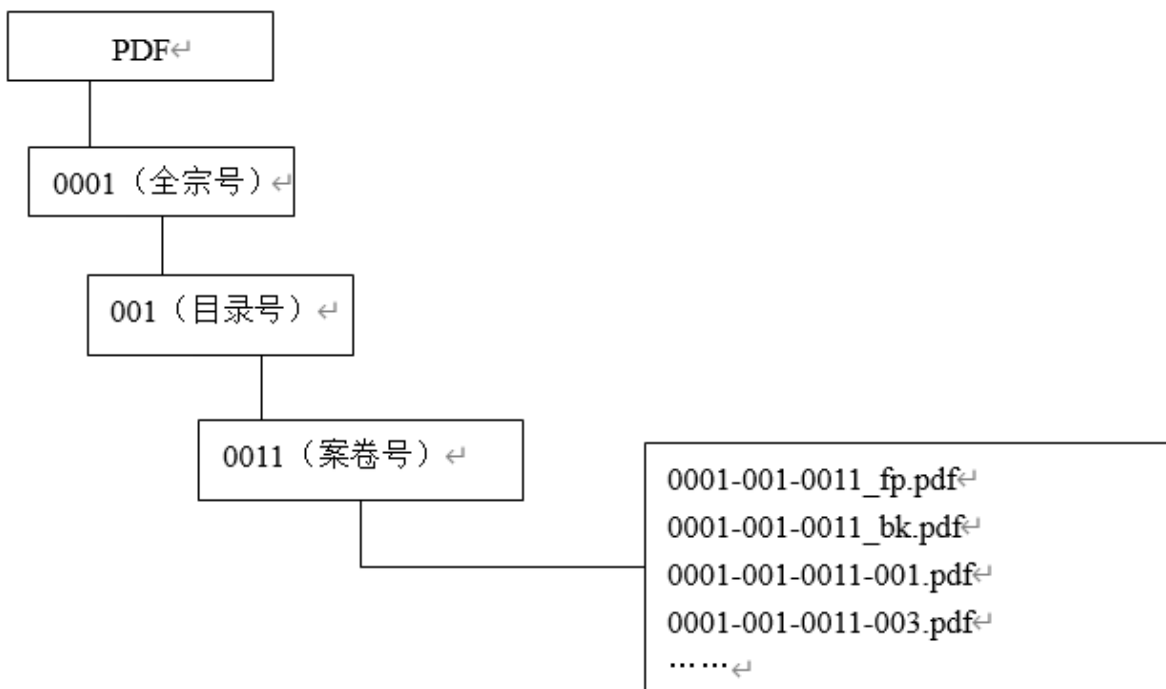 PDF↵
0001（全宗号）↵
001（目录号）↵
0011（案卷号）↵
0001-001-0011_fp.pdf↵
0001-001-0011_bk.pdf↵
0001-001-0011-001.pdf↵
0001-001-0011-003.pdf↵
……↵